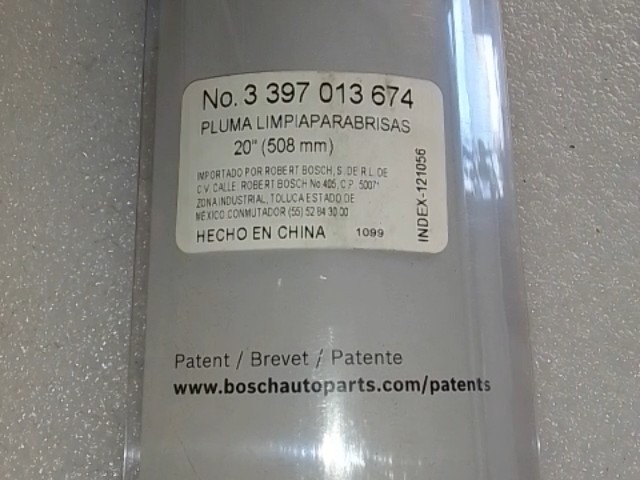 No. 3 397 013 674
PLUMA LIMPIAPARABRISAS
20" (508 mm)
IMPORTADO POR ROBERT BOSCH, S. DE R.L. DE
C.V. CALLE. ROBERT BOSCH No. 405, C.P. 50071
ZONA INDUSTRIAL, TOLUCA ESTADO DE
MÉXICO CONMUTADOR (55) 52 84 30 00
HECHO EN CHINA 1099
INDEX-121056
Patent / Brevet / Patente
www.boschautoparts.com/patents